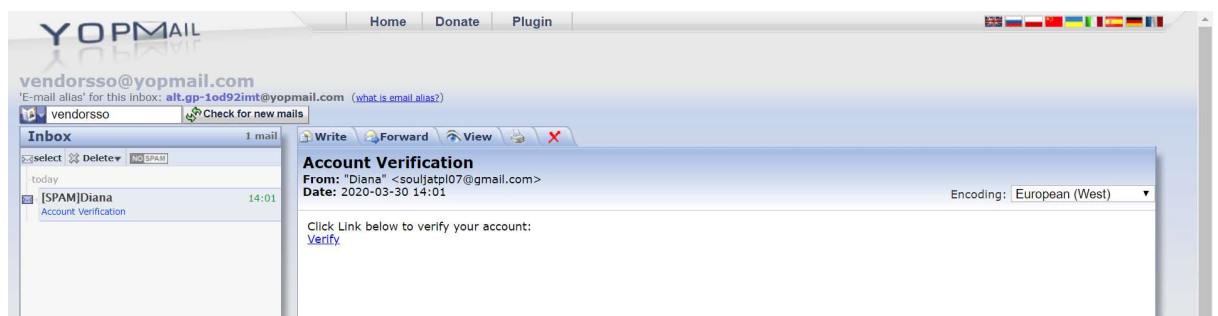 YOPMAIL
Home Donate Plugin
vendorsso@yopmail.com
'E-mail alias' for this inbox: alt.gp-1od92imt@yopmail.com (what is email alias?)
vendorsso Check for new mails
Inbox 1 mail
select Delete▾ NO SPAM
today
[SPAM]Diana 14:01
Account Verification
Write Forward View
Account Verification
From: "Diana" <souljatpl07@gmail.com>
Date: 2020-03-30 14:01
Encoding: European (West)
Click Link below to verify your account:
Verify